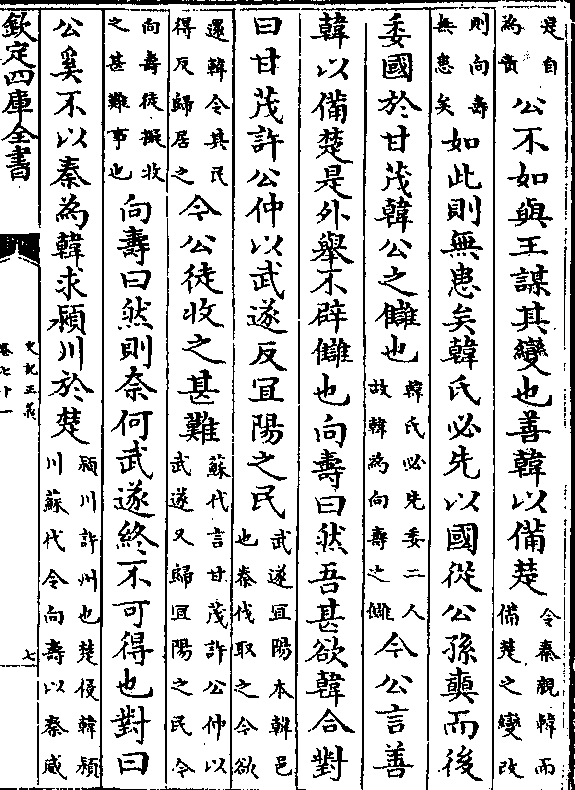 是自為責公不如與王謀其變也善韓以備楚令秦親韓而備楚之變改
則向壽無患矣如此則無患矣韓氏必先以國從公孫奭而後
委國於甘茂韓公之讎也韓氏必先委二人故韓為向壽之讎今公言善
韓以備楚是外舉不辟讎也向壽曰然吾甚欲韓合對
曰甘茂許公仲以武遂反宜陽之民武遂宜陽本韓邑也秦伐取之今欲
還韓令其民得反歸居之今公徒收之甚難蘇代言甘茂許公仲以武遂又歸宜陽之民今
向壽徒擬收之甚難事也向壽曰然則奈何武遂終不可得也對曰
公奚不以秦為韓求潁川於楚潁川許州也楚侵韓潁川蘇代令向壽以秦威
欽定四庫全書
史記正義
卷七十一
七